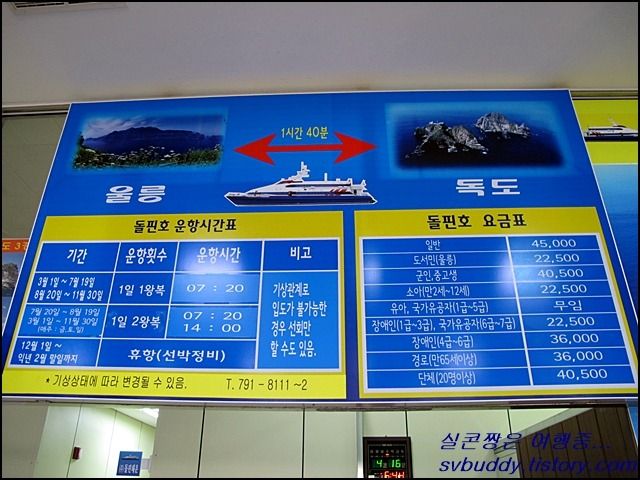 1시간 40분
울릉
독도
돌핀호 운항시간표
기간 운항횟수 운항시간 비고
3월 1일 ~ 7월 19일
8월 20일 ~ 11월 30일
1일 1왕복
07 : 20
7월 20일 ~ 8월 19일
3월 1일 ~ 11월 30일
(매주 : 금,토,일)
1일 2왕복
07 : 20
14 : 00
12월 1일 ~
익년 2월 말일까지
휴항(선박정비)
기상관계로
입도가 불가능한
경우 선회만
할 수도 있음.
* 기상상태에 따라 변경될 수 있음. T. 791 - 8111 ~2
돌핀호 요금표
일반 45,000
도서민(울릉) 22,500
군인,중고생 40,500
소아(만2세~12세) 22,500
유아, 국가유공자(1급~5급) 무임
장애인(1급~3급), 국가유공자(6급~7급) 22,500
장애인(4급~6급) 36,000
경로(만65세이상) 36,000
단체(20명이상) 40,500
실콘짱은 여행중...
svbuddy.tistory.com
4 16